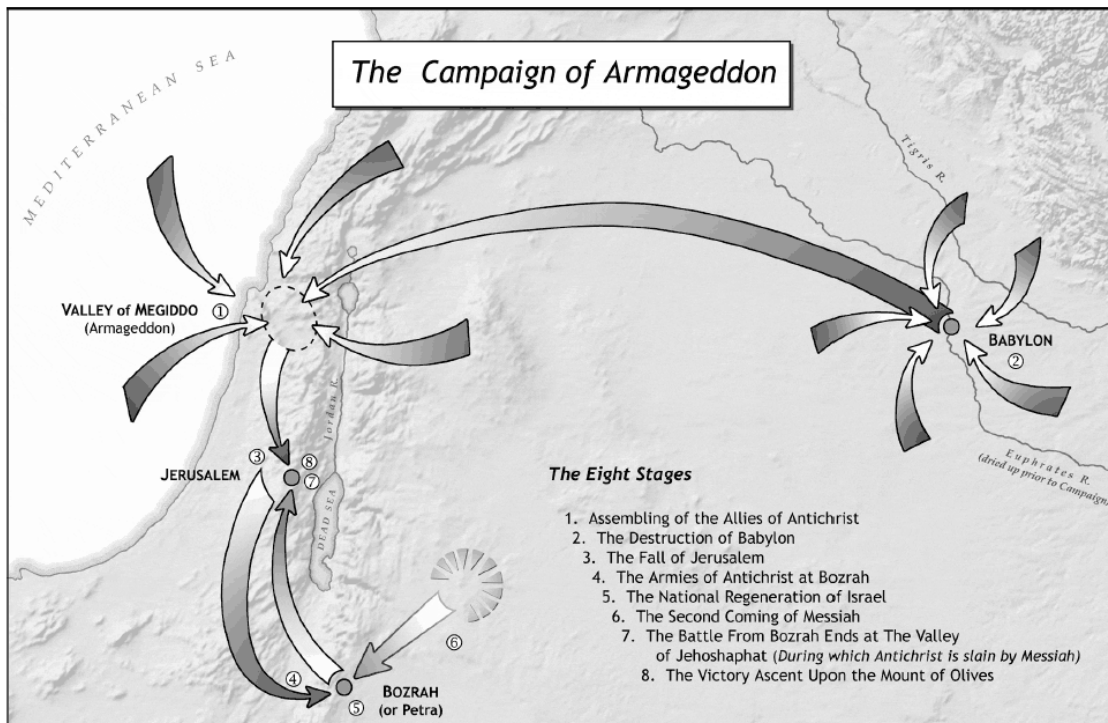 The Campaign of Armageddon
MEDITERRANEAN SEA
Tigris R.
VALLEY of MEGIDDO ①
(Armageddon)
BABYLON
②
Jordan R.
JERUSALEM
③
⑧
⑦
DEAD SEA
Euphrates R.
(dried up prior to Campaign)
The Eight Stages
1. Assembling of the Allies of Antichrist
2. The Destruction of Babylon
3. The Fall of Jerusalem
4. The Armies of Antichrist at Bozrah
5. The National Regeneration of Israel
6. The Second Coming of Messiah
7. The Battle From Bozrah Ends at The Valley
of Jehoshaphat (During which Antichrist is slain by Messiah)
8. The Victory Ascent Upon the Mount of Olives
⑥
④
BOZRAH
(or Petra)
⑤